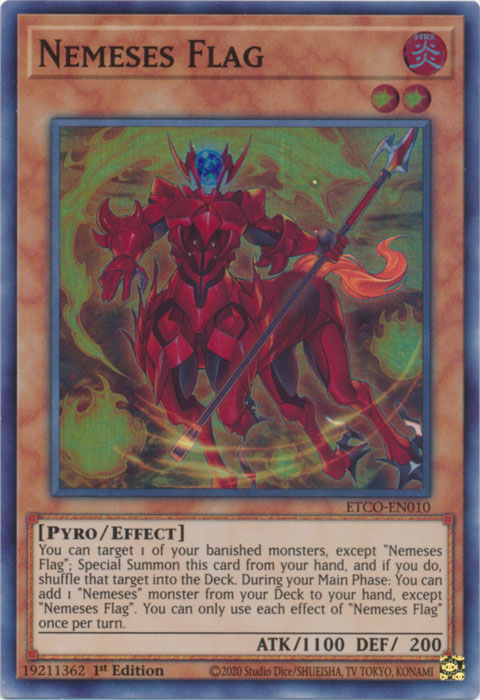 NEMESES FLAG
FIRE
炎
ETCO-EN010
[PYRO/EFFECT]
You can target 1 of your banished monsters, except "Nemeses
Flag"; Special Summon this card from your hand, and if you do,
shuffle that target into the Deck. During your Main Phase: You can
add 1 "Nemeses" monster from your Deck to your hand, except
"Nemeses Flag". You can only use each effect of "Nemeses Flag"
once per turn.
ATK/1100 DEF/ 200
19211362 1st Edition ©2020 Studio Dice/SHUEISHA, TV TOKYO, KONAMI